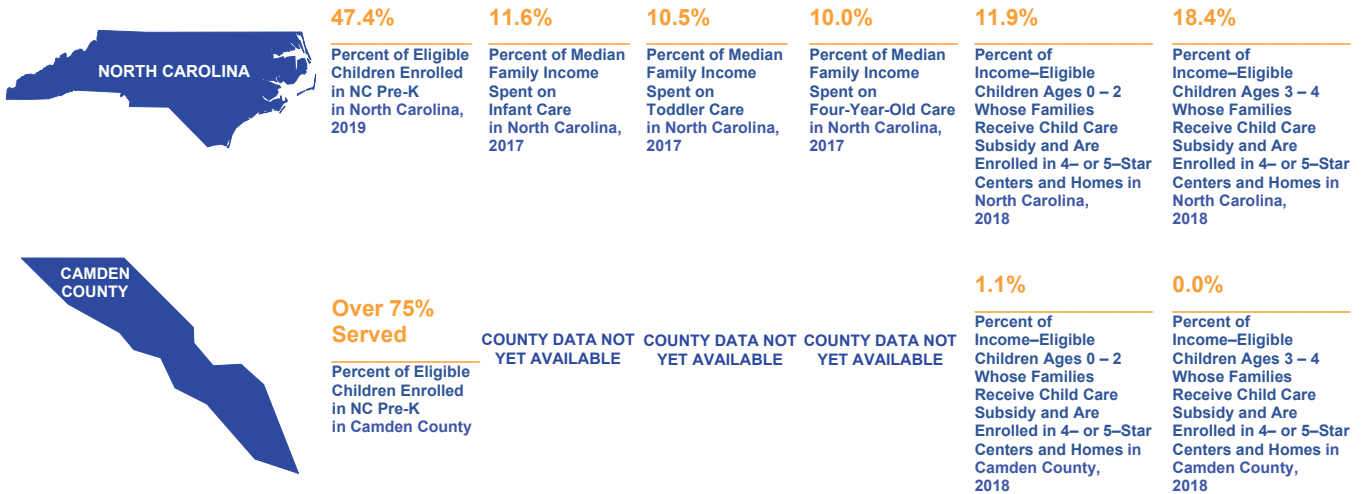 NORTH CAROLINA
47.4%
Percent of Eligible
Children Enrolled
in NC Pre-K
in North Carolina,
2019
11.6%
Percent of Median
Family Income
Spent on
Infant Care
in North Carolina,
2017
10.5%
Percent of Median
Family Income
Spent on
Toddler Care
in North Carolina,
2017
10.0%
Percent of Median
Family Income
Spent on
Four-Year-Old Care
in North Carolina,
2017
11.9%
Percent of
Income–Eligible
Children Ages 0 – 2
Whose Families
Receive Child Care
Subsidy and Are
Enrolled in 4– or 5–Star
Centers and Homes in
North Carolina,
2018
18.4%
Percent of
Income–Eligible
Children Ages 3 – 4
Whose Families
Receive Child Care
Subsidy and Are
Enrolled in 4– or 5–Star
Centers and Homes in
North Carolina,
2018
CAMDEN
COUNTY
Over 75%
Served
Percent of Eligible
Children Enrolled
in NC Pre-K
in Camden County
COUNTY DATA NOT
YET AVAILABLE
COUNTY DATA NOT
YET AVAILABLE
COUNTY DATA NOT
YET AVAILABLE
1.1%
Percent of
Income–Eligible
Children Ages 0 – 2
Whose Families
Receive Child Care
Subsidy and Are
Enrolled in 4– or 5–Star
Centers and Homes in
Camden County,
2018
0.0%
Percent of
Income–Eligible
Children Ages 3 – 4
Whose Families
Receive Child Care
Subsidy and Are
Enrolled in 4– or 5–Star
Centers and Homes in
Camden County,
2018